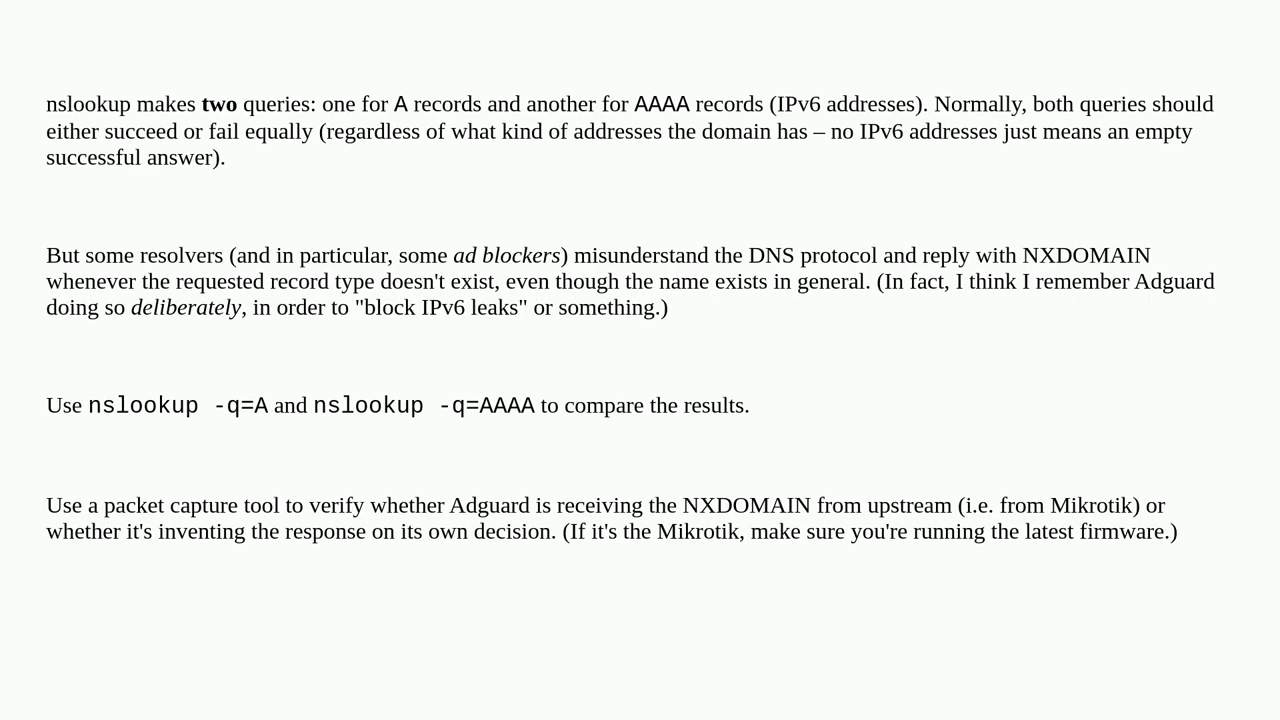 nslookup makes two queries: one for A records and another for AAAA records (IPv6 addresses). Normally, both queries should
either succeed or fail equally (regardless of what kind of addresses the domain has – no IPv6 addresses just means an empty
successful answer).
But some resolvers (and in particular, some ad blockers) misunderstand the DNS protocol and reply with NXDOMAIN
whenever the requested record type doesn't exist, even though the name exists in general. (In fact, I think I remember Adguard
doing so deliberately, in order to "block IPv6 leaks" or something.)
Use nslookup -q=A and nslookup -q=AAAA to compare the results.
Use a packet capture tool to verify whether Adguard is receiving the NXDOMAIN from upstream (i.e. from Mikrotik) or
whether it's inventing the response on its own decision. (If it's the Mikrotik, make sure you're running the latest firmware.)